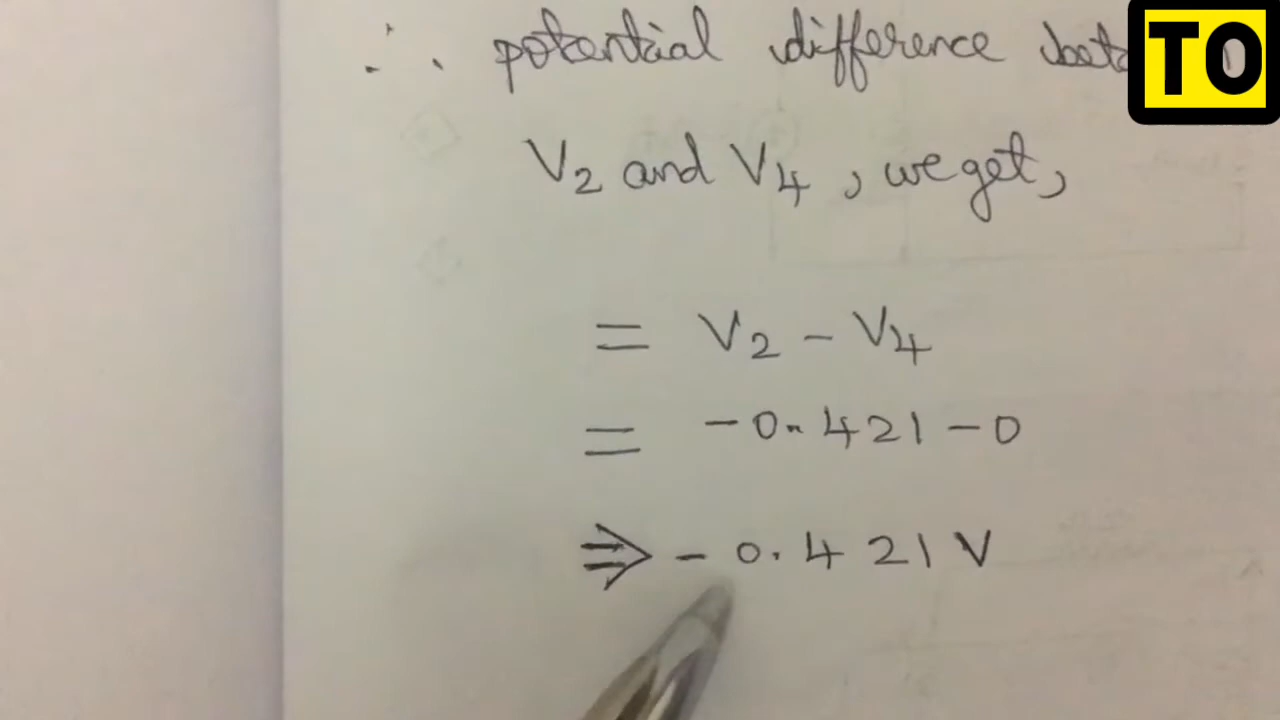 ∴ potential difference
TO
V₂ and V₄, we get,
= V₂ - V₄
= -0.421 - 0
⇒ -0.421 V